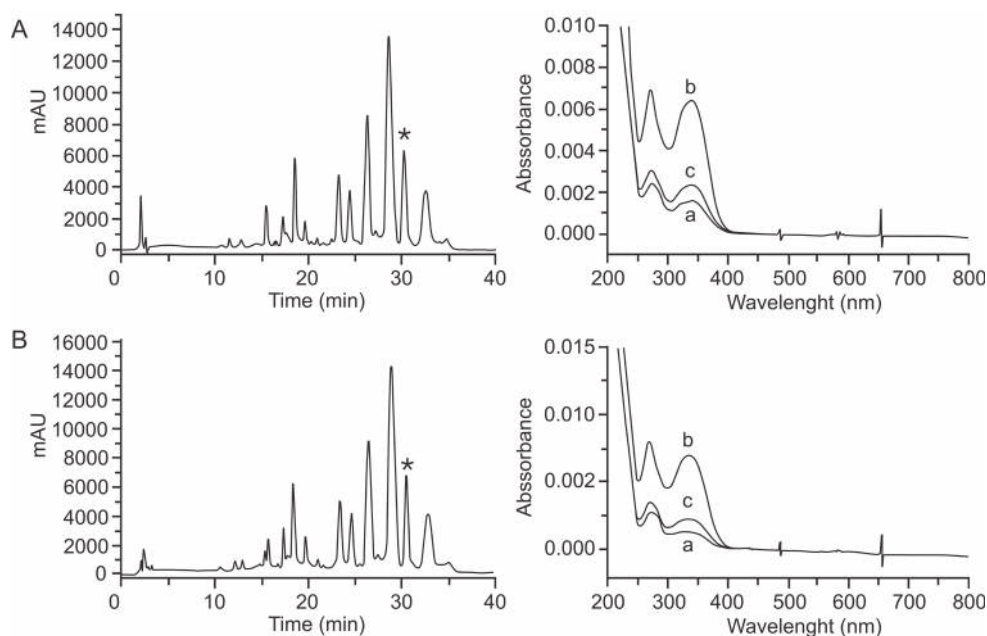 A
14000
12000
10000
8000
6000
4000
2000
0
mAU
*
0 10 20 30 40
Time (min)
0.010
0.008
0.006
0.004
0.002
0.000
Abssorbance
b
c
a
200 300 400 500 600 700 800
Wavelenght (nm)
B
16000
14000
12000
10000
8000
6000
4000
2000
0
mAU
*
0 10 20 30 40
Time (min)
0.015
0.010
0.002
0.000
Abssorbance
b
c
a
200 300 400 500 600 700 800
Wavelenght (nm)